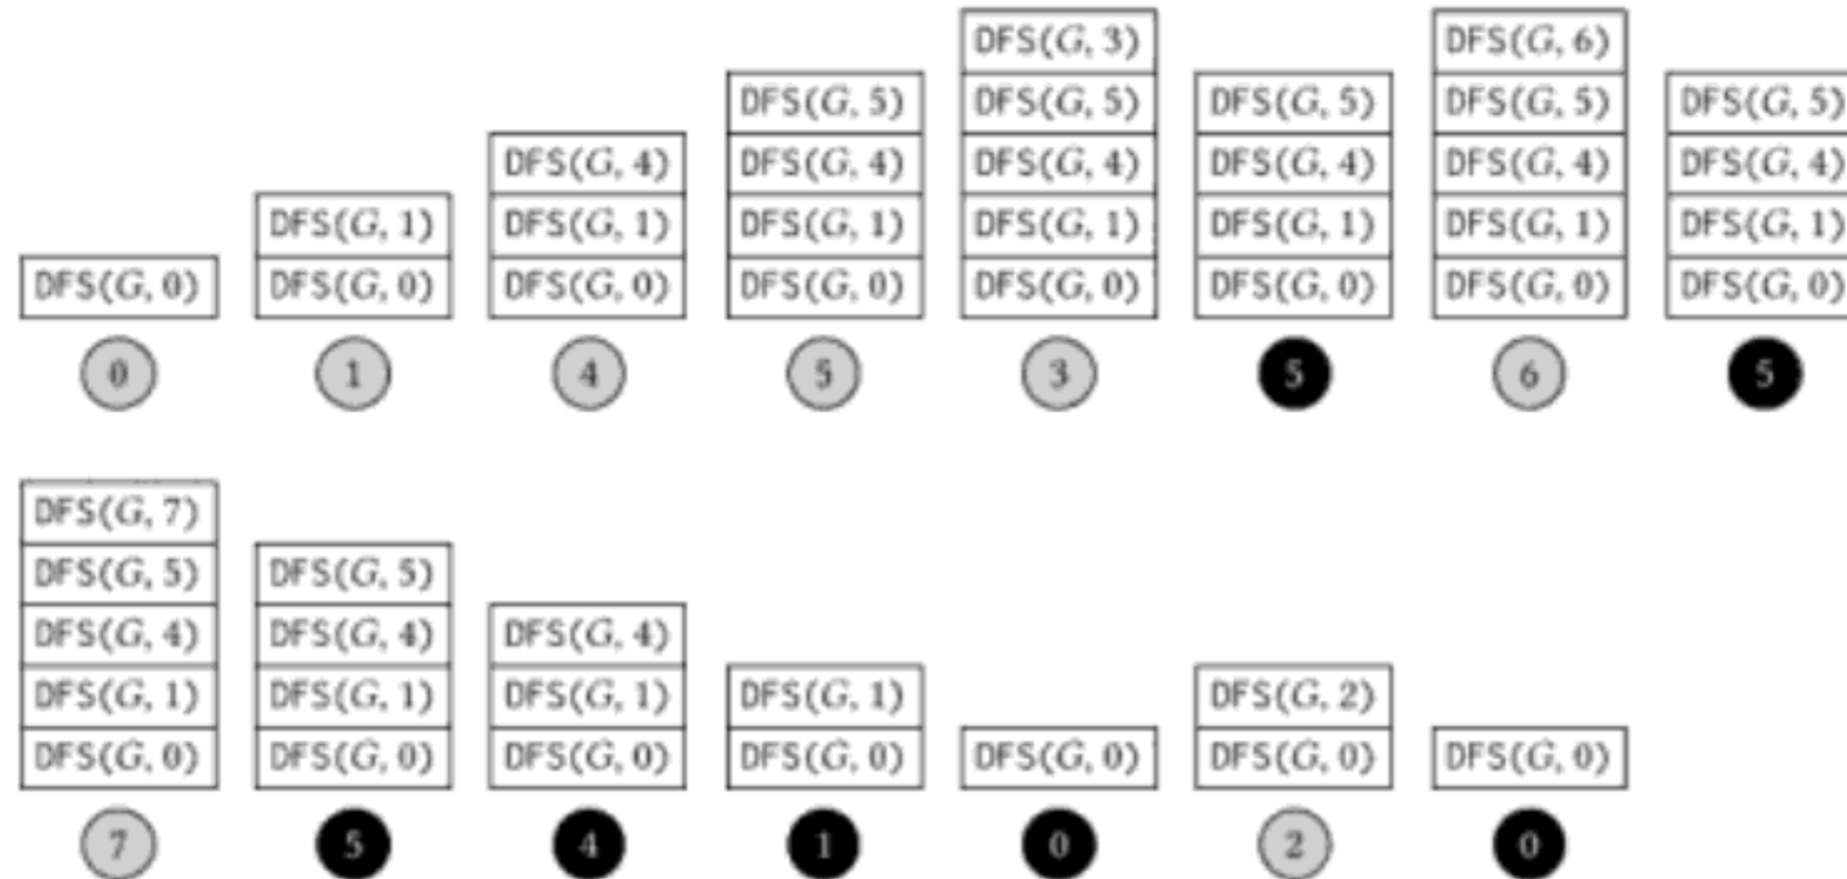 DFS(G, 3) DFS(G, 6)
DFS(G, 5) DFS(G, 5) DFS(G, 5) DFS(G, 5) DFS(G, 5)
DFS(G, 4) DFS(G, 4) DFS(G, 4) DFS(G, 4) DFS(G, 4) DFS(G, 4)
DFS(G, 1) DFS(G, 1) DFS(G, 1) DFS(G, 1) DFS(G, 1) DFS(G, 1) DFS(G, 1)
DFS(G, 0) DFS(G, 0) DFS(G, 0) DFS(G, 0) DFS(G, 0) DFS(G, 0) DFS(G, 0) DFS(G, 0)
0 1 4 5 3 5 6 5
DFS(G, 7)
DFS(G, 5) DFS(G, 5)
DFS(G, 4) DFS(G, 4) DFS(G, 4)
DFS(G, 1) DFS(G, 1) DFS(G, 1) DFS(G, 1) DFS(G, 2)
DFS(G, 0) DFS(G, 0) DFS(G, 0) DFS(G, 0) DFS(G, 0) DFS(G, 0) DFS(G, 0)
7 5 4 1 0 2 0